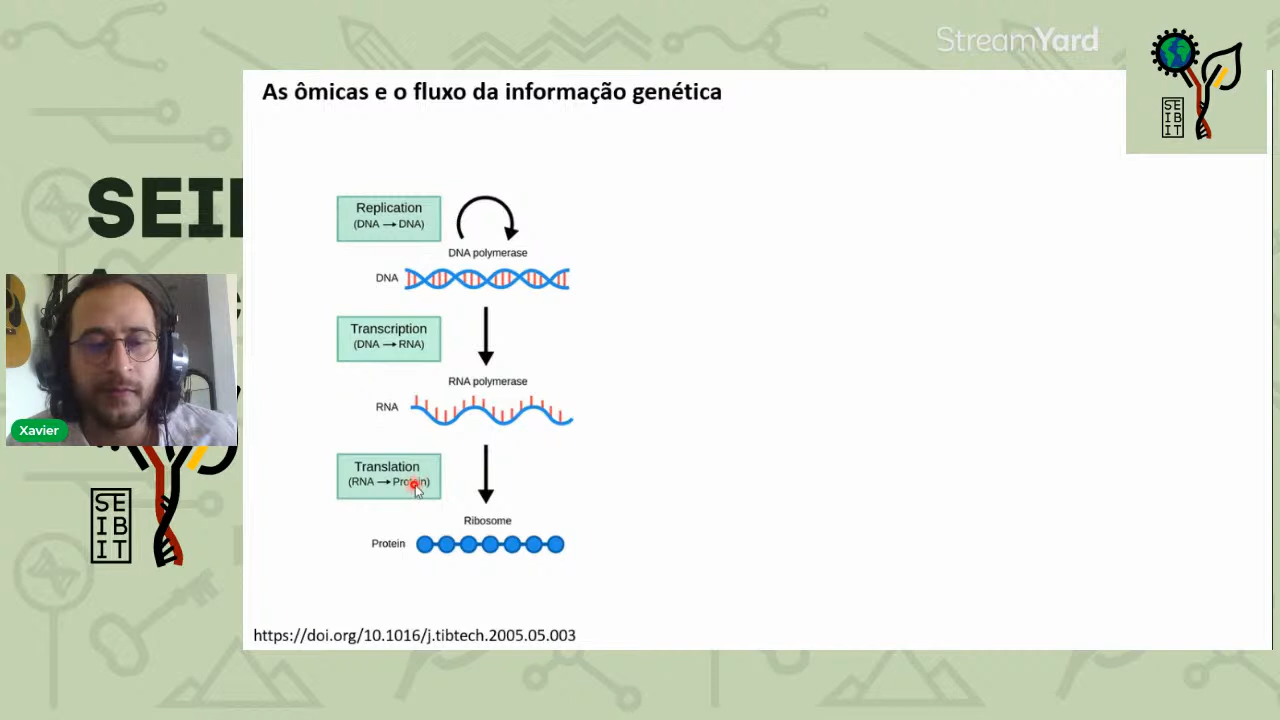 StreamYard
SE
IB
IT
As ômicas e o fluxo da informação genética
SEI
Replication
(DNA → DNA)
DNA polymerase
DNA
Transcription
(DNA → RNA)
RNA polymerase
RNA
Xavier
Translation
(RNA → Protein)
Ribosome
Protein
SE
IB
IT
https://doi.org/10.1016/j.tibtech.2005.05.003